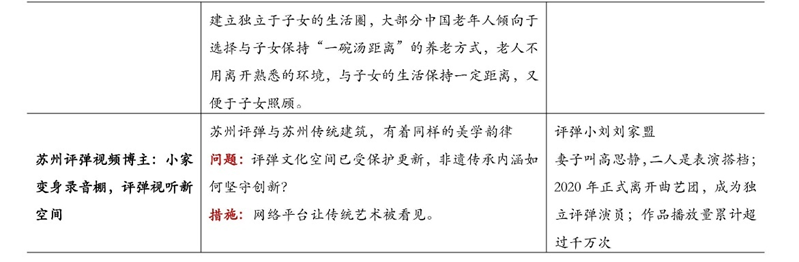 建立独立于子女的生活圈，大部分中国老年人倾向于
选择与子女保持“一碗汤距离”的养老方式，老人不
用离开熟悉的环境，与子女的生活保持一定距离，又
便于子女照顾。
苏州评弹视频博主：小家
变身录音棚，评弹视听新
空间
苏州评弹与苏州传统建筑，有着同样的美学韵律
问题：评弹文化空间已受保护更新，非遗传承内涵如
何坚守创新？
措施：网络平台让传统艺术被看见。
评弹小刘刘家盟
妻子叫高思静，二人是表演搭档；
2020 年正式离开曲艺团，成为独
立评弹演员；作品播放量累计超
过千万次